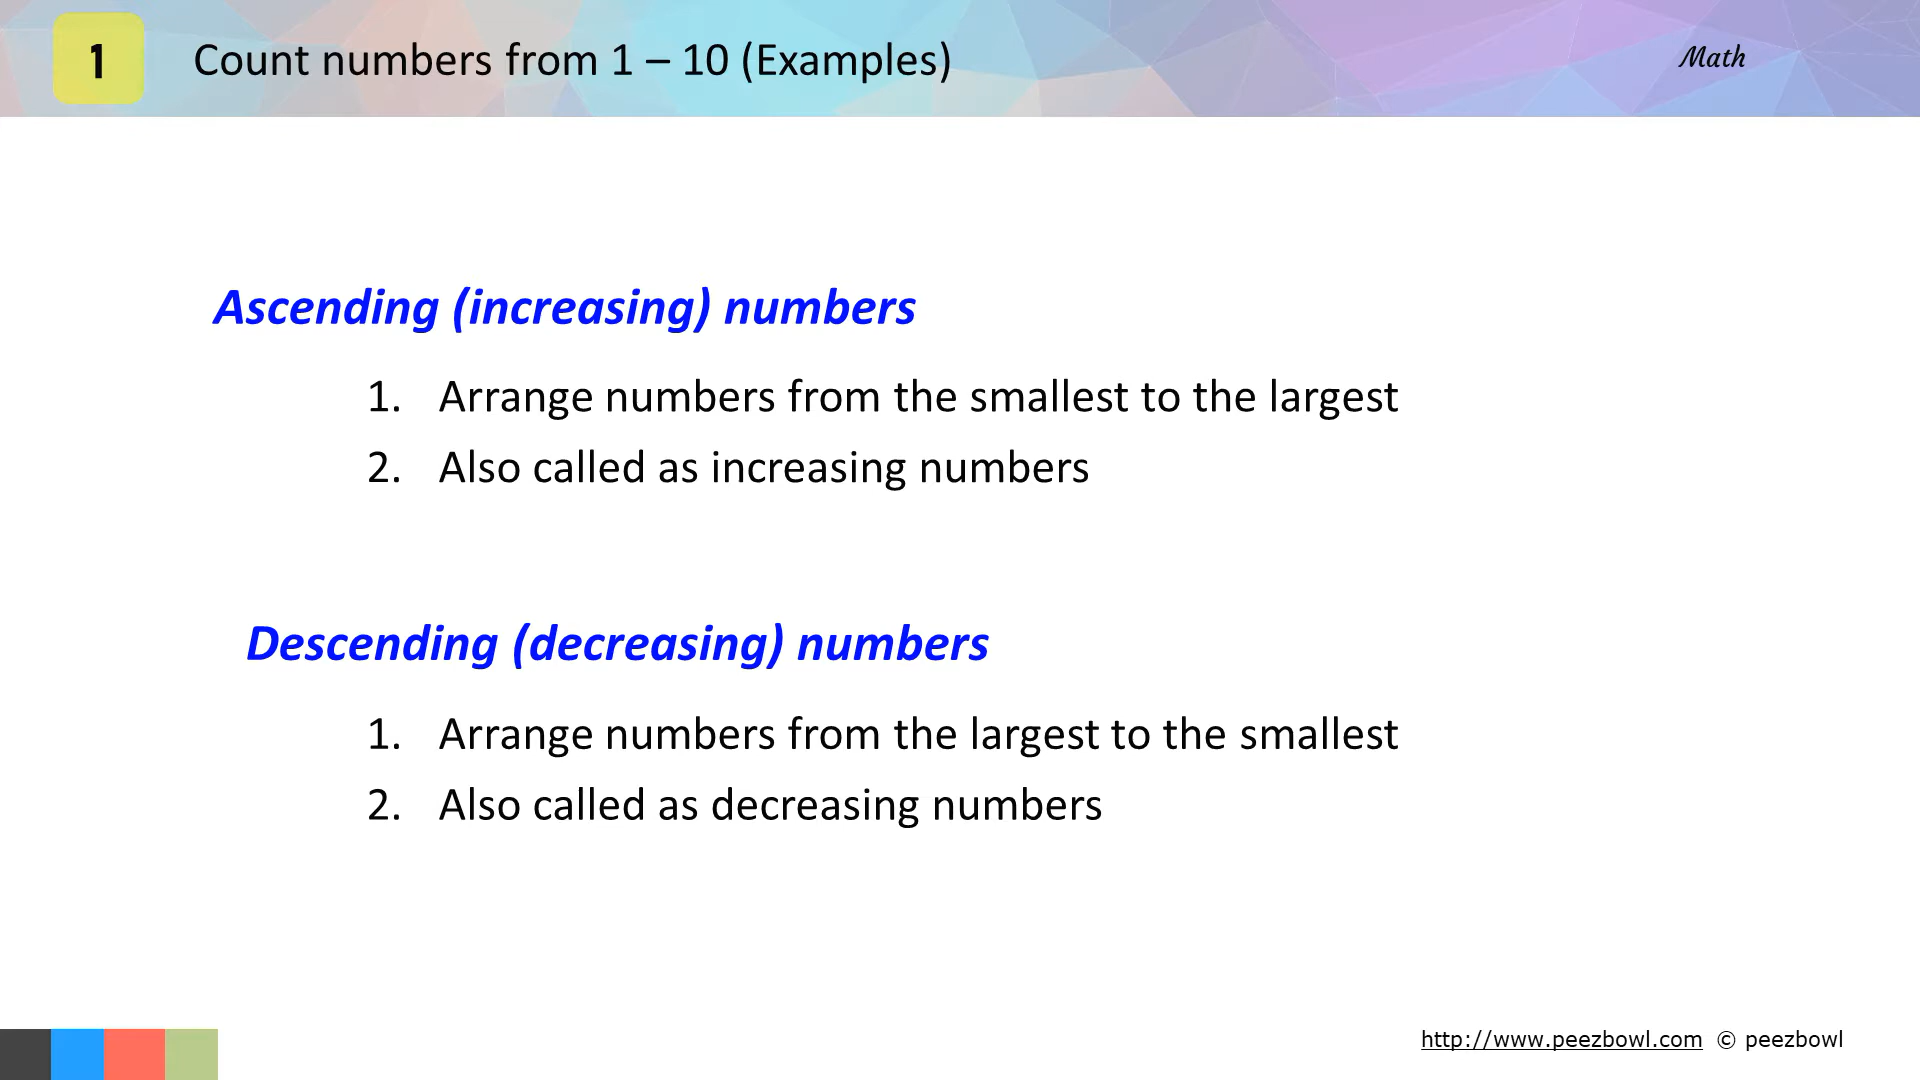 1
Count numbers from 1 – 10 (Examples)
Math
Ascending (increasing) numbers
1. Arrange numbers from the smallest to the largest
2. Also called as increasing numbers
Descending (decreasing) numbers
1. Arrange numbers from the largest to the smallest
2. Also called as decreasing numbers
http://www.peezbowl.com © peezbowl